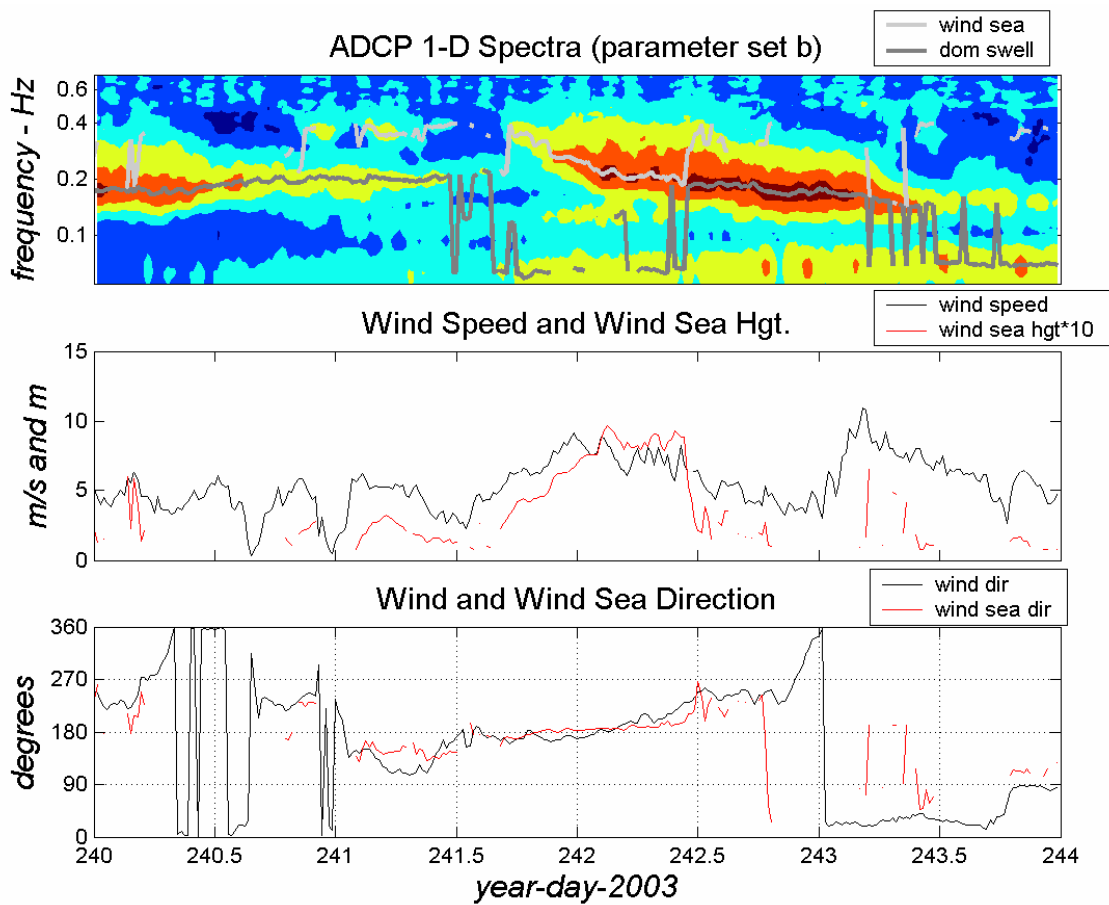 wind sea
dom swell
ADCP 1-D Spectra (parameter set b)
0.6
0.4
0.2
0.1
frequency - Hz
wind speed
wind sea hgt*10
Wind Speed and Wind Sea Hgt.
15
10
5
0
m/s and m
wind dir
wind sea dir
Wind and Wind Sea Direction
360
270
180
90
0
degrees
240 240.5 241 241.5 242 242.5 243 243.5 244
year-day-2003